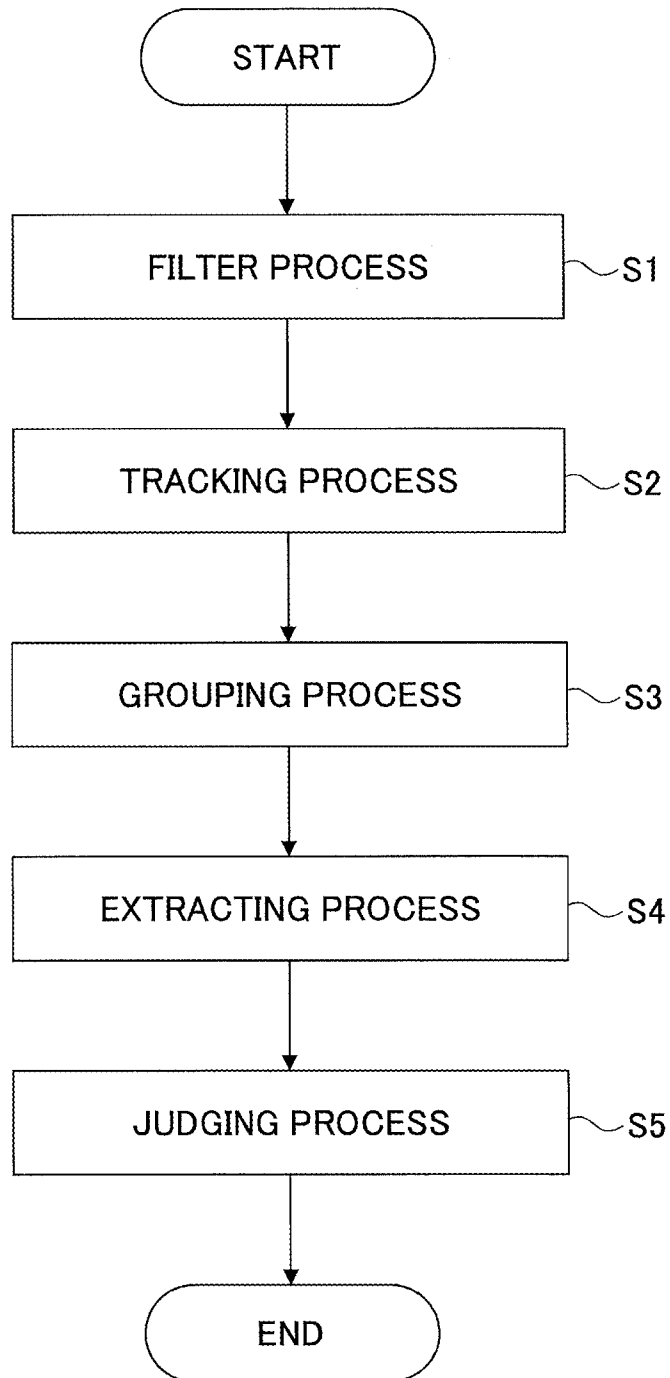 START
FILTER PROCESS
S1
TRACKING PROCESS
S2
GROUPING PROCESS
S3
EXTRACTING PROCESS
S4
JUDGING PROCESS
S5
END